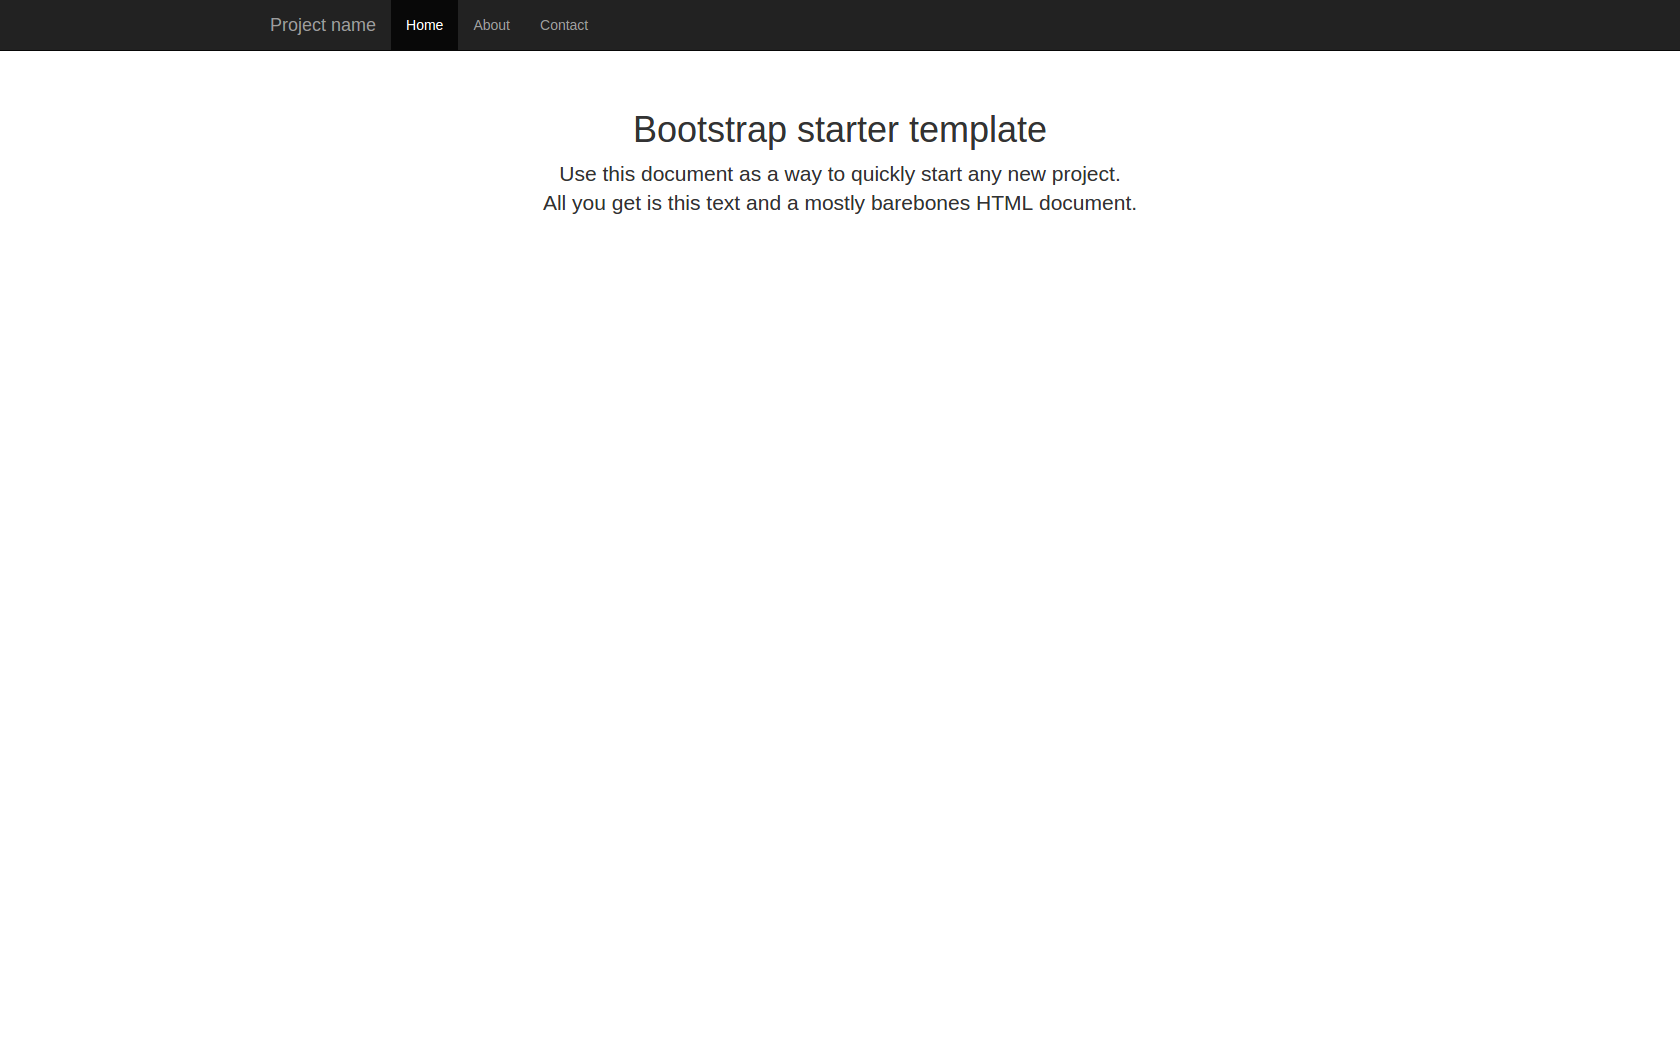 Project name Home About Contact
Bootstrap starter template
Use this document as a way to quickly start any new project.
All you get is this text and a mostly barebones HTML document.